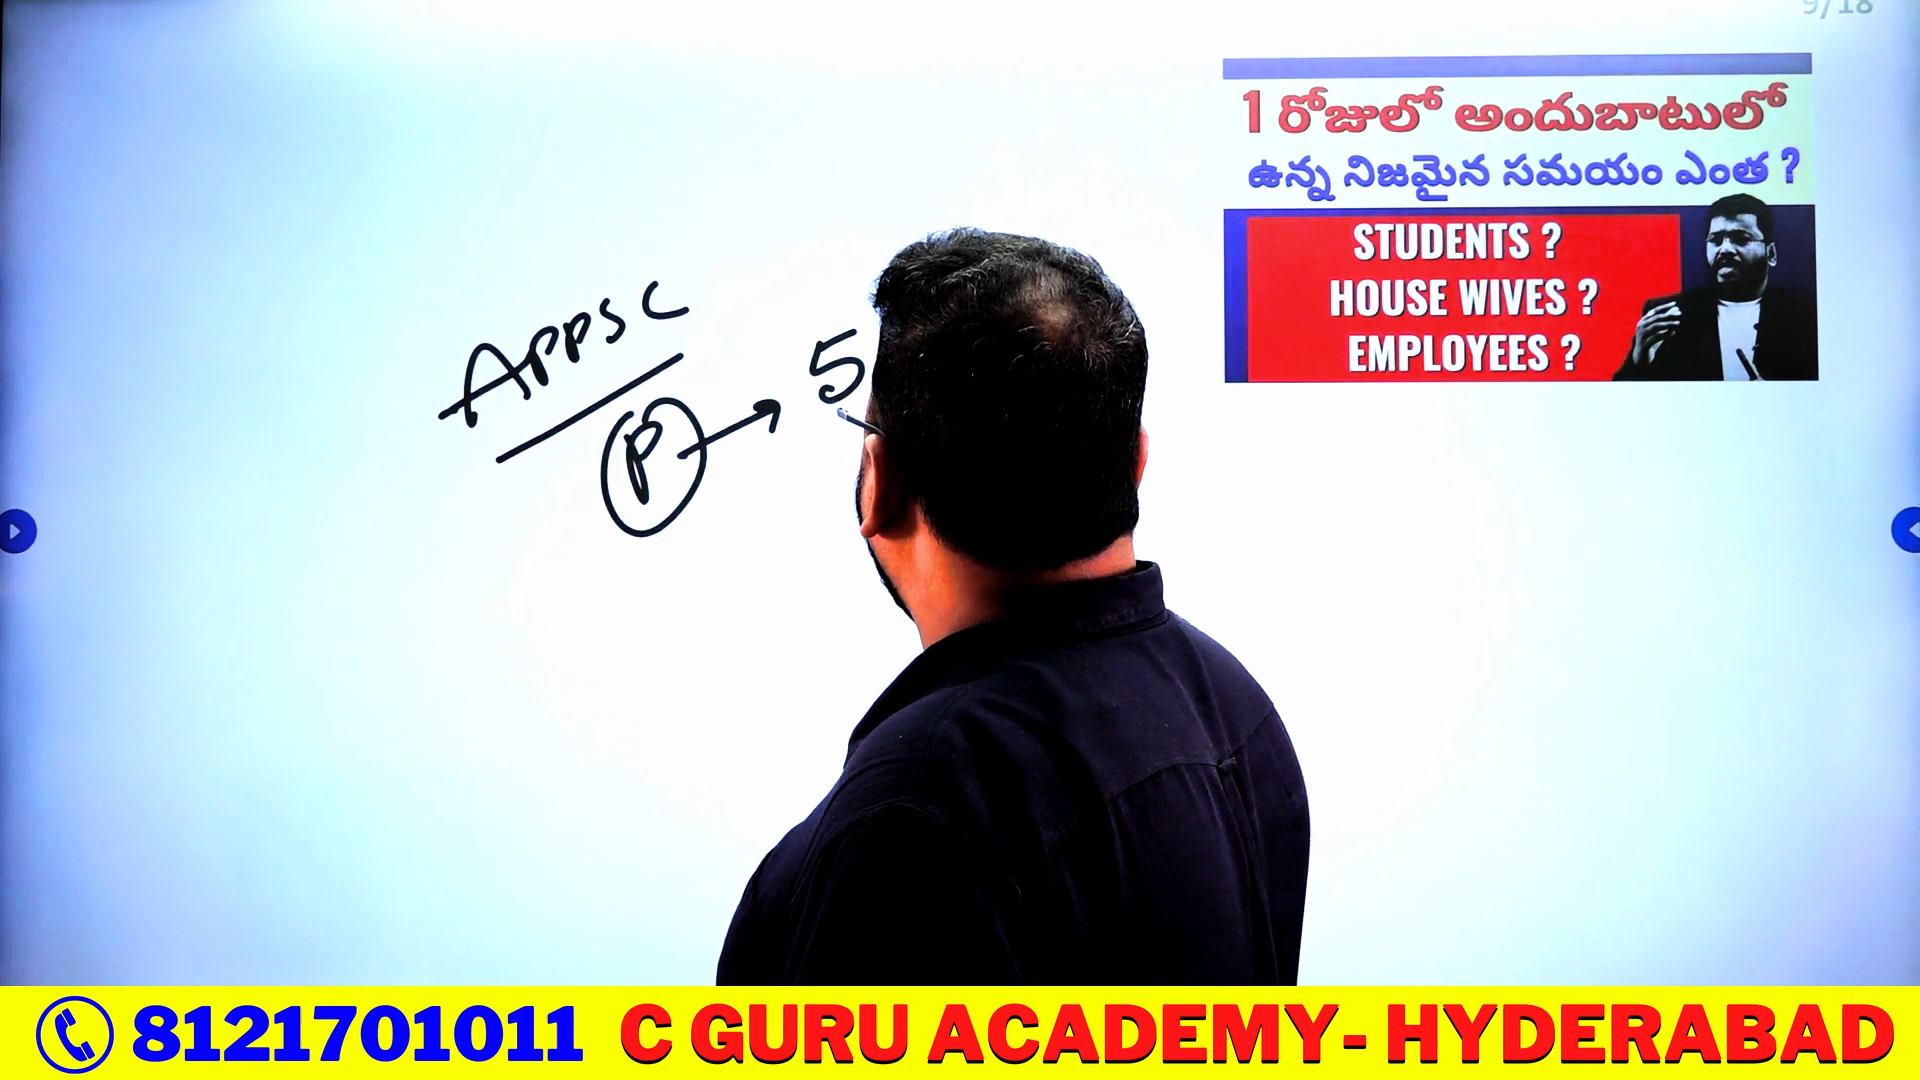 9/18
1 రోజులో అందుబాటులో
ఉన్న నిజమైన సమయం ఎంత ?
STUDENTS ?
HOUSE WIVES ?
EMPLOYEES ?
APPSC
P → 5
8121701011 C GURU ACADEMY- HYDERABAD